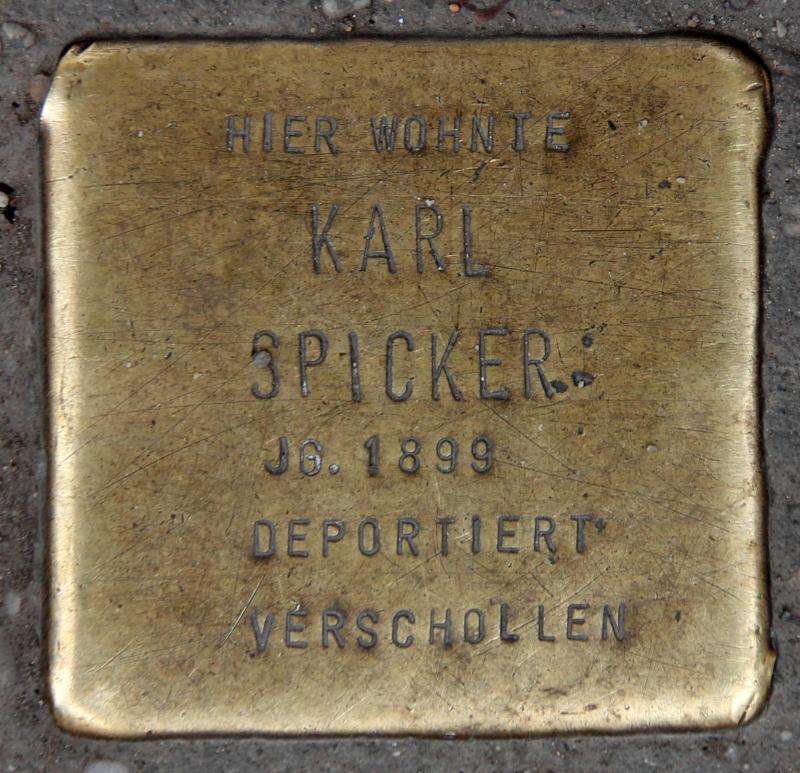 HIER WOHNTE
KARL
SPICKER
JG. 1899
DEPORTIERT
VERSCHOLLEN